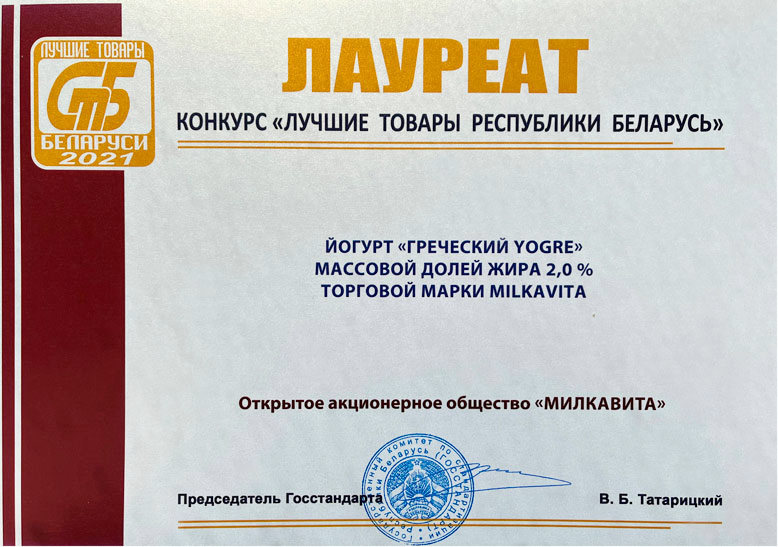 ЛУЧШИЕ ТОВАРЫ
СТБ
БЕЛАРУСИ
2021
ЛАУРЕАТ
КОНКУРС «ЛУЧШИЕ ТОВАРЫ РЕСПУБЛИКИ БЕЛАРУСЬ»
ЙОГУРТ «ГРЕЧЕСКИЙ YOGRE»
МАССОВОЙ ДОЛЕЙ ЖИРА 2,0 %
ТОРГОВОЙ МАРКИ MILKAVITA
Открытое акционерное общество «МИЛКАВИТА»
Государственный комитет по стандартизации
Республики Беларусь (ГОССТАНДАРТ)
Председатель Госстандарта
В. Б. Татарицкий